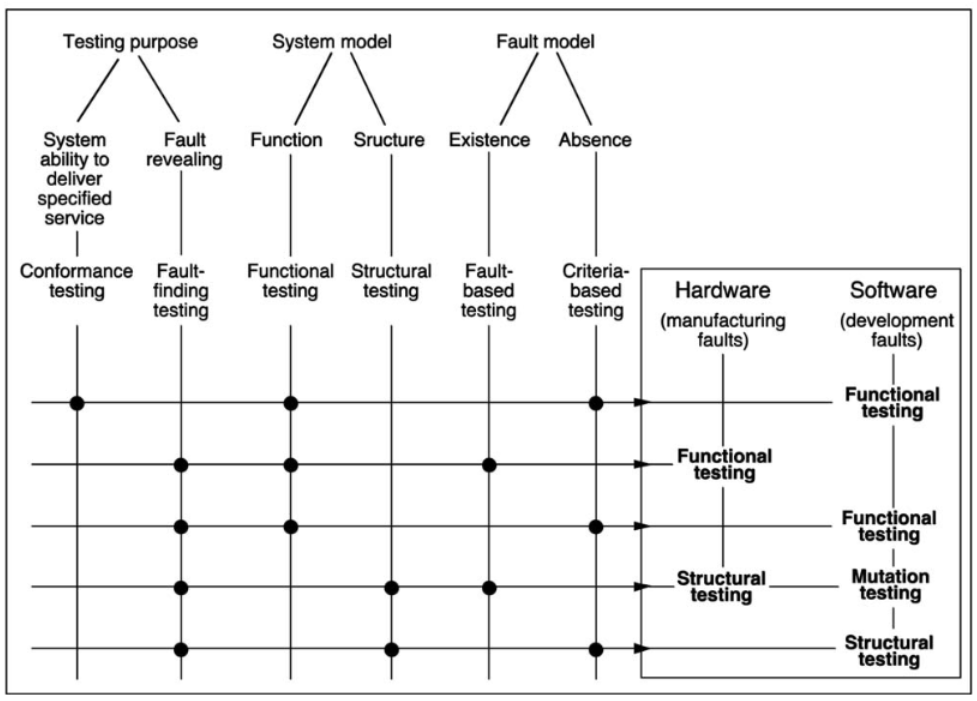 Testing purpose
System model
Fault model
System
ability to
deliver
specified
service
Fault
revealing
Function
Sructure
Existence
Absence
Conformance
testing
Fault-
finding
testing
Functional
testing
Structural
testing
Fault-
based
testing
Criteria-
based
testing
Hardware
(manufacturing
faults)
Software
(development
faults)
Functional
testing
Functional
testing
Functional
testing
Structural
testing
Mutation
testing
Structural
testing